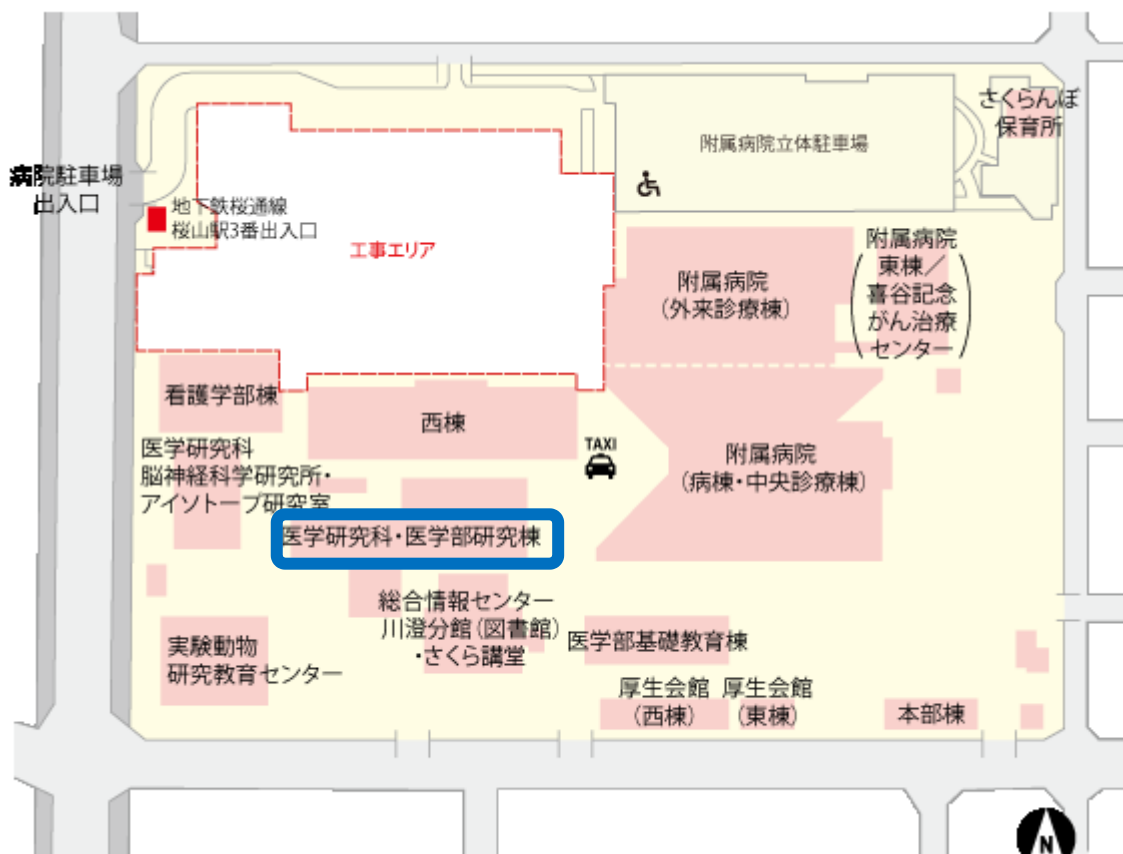 さくらんぼ
保育所
附属病院立体駐車場
病院駐車場
出入口
地下鉄桜通線
桜山駅3番出入口
工事エリア
附属病院
(外来診療棟)
附属病院
東棟/
喜谷記念
がん治療
センター
看護学部棟
西棟
TAXI
附属病院
(病棟・中央診療棟)
医学研究科
脳神経科学研究所・
アイソトープ研究室
医学研究科・医学部研究棟
総合情報センター
川澄分館(図書館)
・さくら講堂
医学部基礎教育棟
実験動物
研究教育センター
厚生会館
(西棟)
厚生会館
(東棟)
本部棟
N